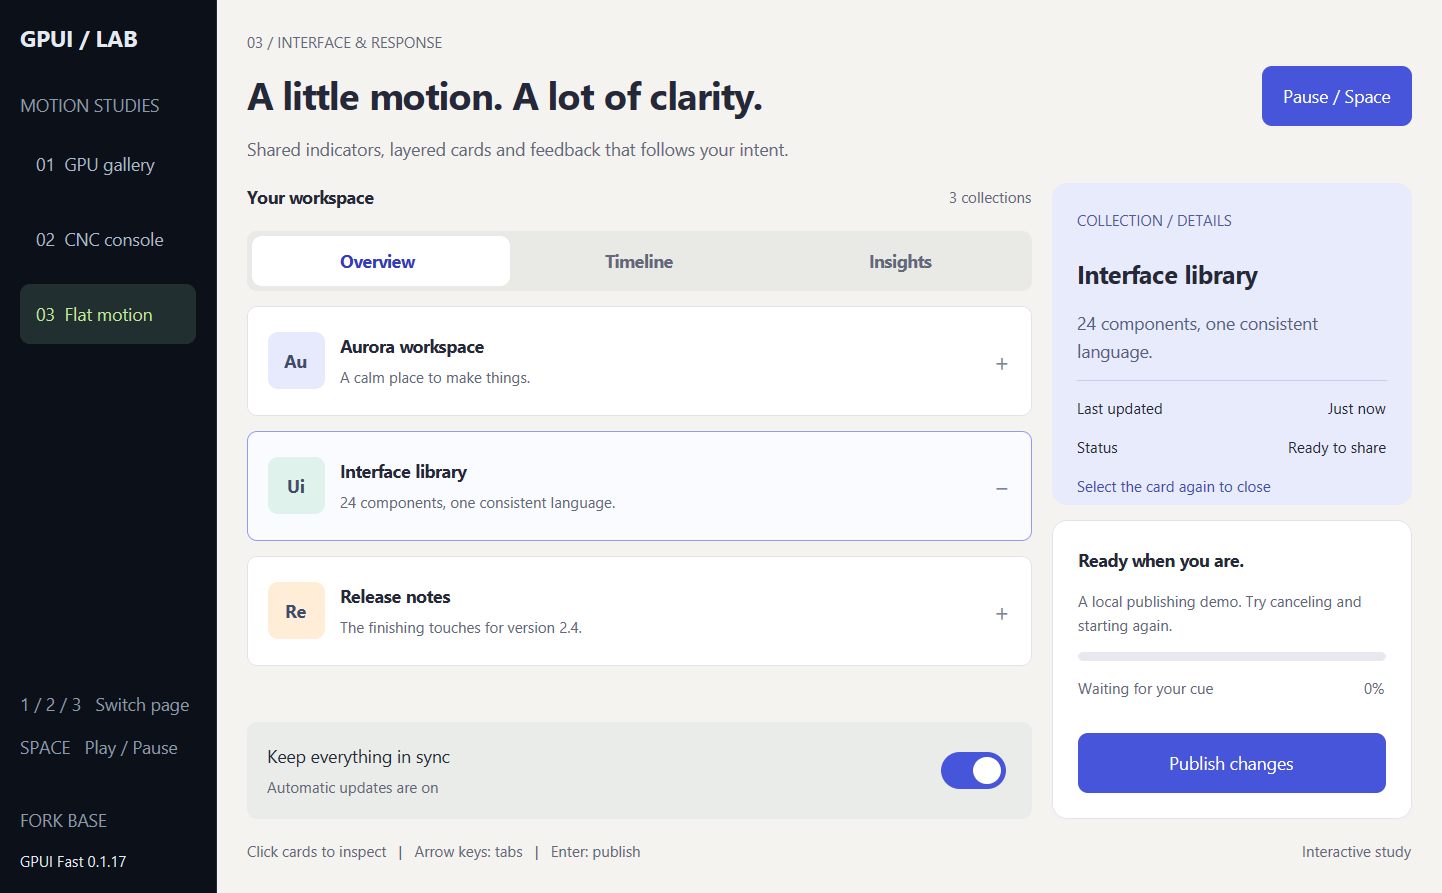 GPUI / LAB
MOTION STUDIES
01 GPU gallery
02 CNC console
03 Flat motion
1 / 2 / 3 Switch page
SPACE Play / Pause
FORK BASE
GPUI Fast 0.1.17
03 / INTERFACE & RESPONSE
A little motion. A lot of clarity.
Shared indicators, layered cards and feedback that follows your intent.
Pause / Space
Your workspace
3 collections
Overview
Timeline
Insights
Au
Aurora workspace
A calm place to make things.
+
Ui
Interface library
24 components, one consistent language.
−
Re
Release notes
The finishing touches for version 2.4.
+
Keep everything in sync
Automatic updates are on
COLLECTION / DETAILS
Interface library
24 components, one consistent
language.
Last updated Just now
Status Ready to share
Select the card again to close
Ready when you are.
A local publishing demo. Try canceling and
starting again.
Waiting for your cue 0%
Publish changes
Click cards to inspect | Arrow keys: tabs | Enter: publish
Interactive study